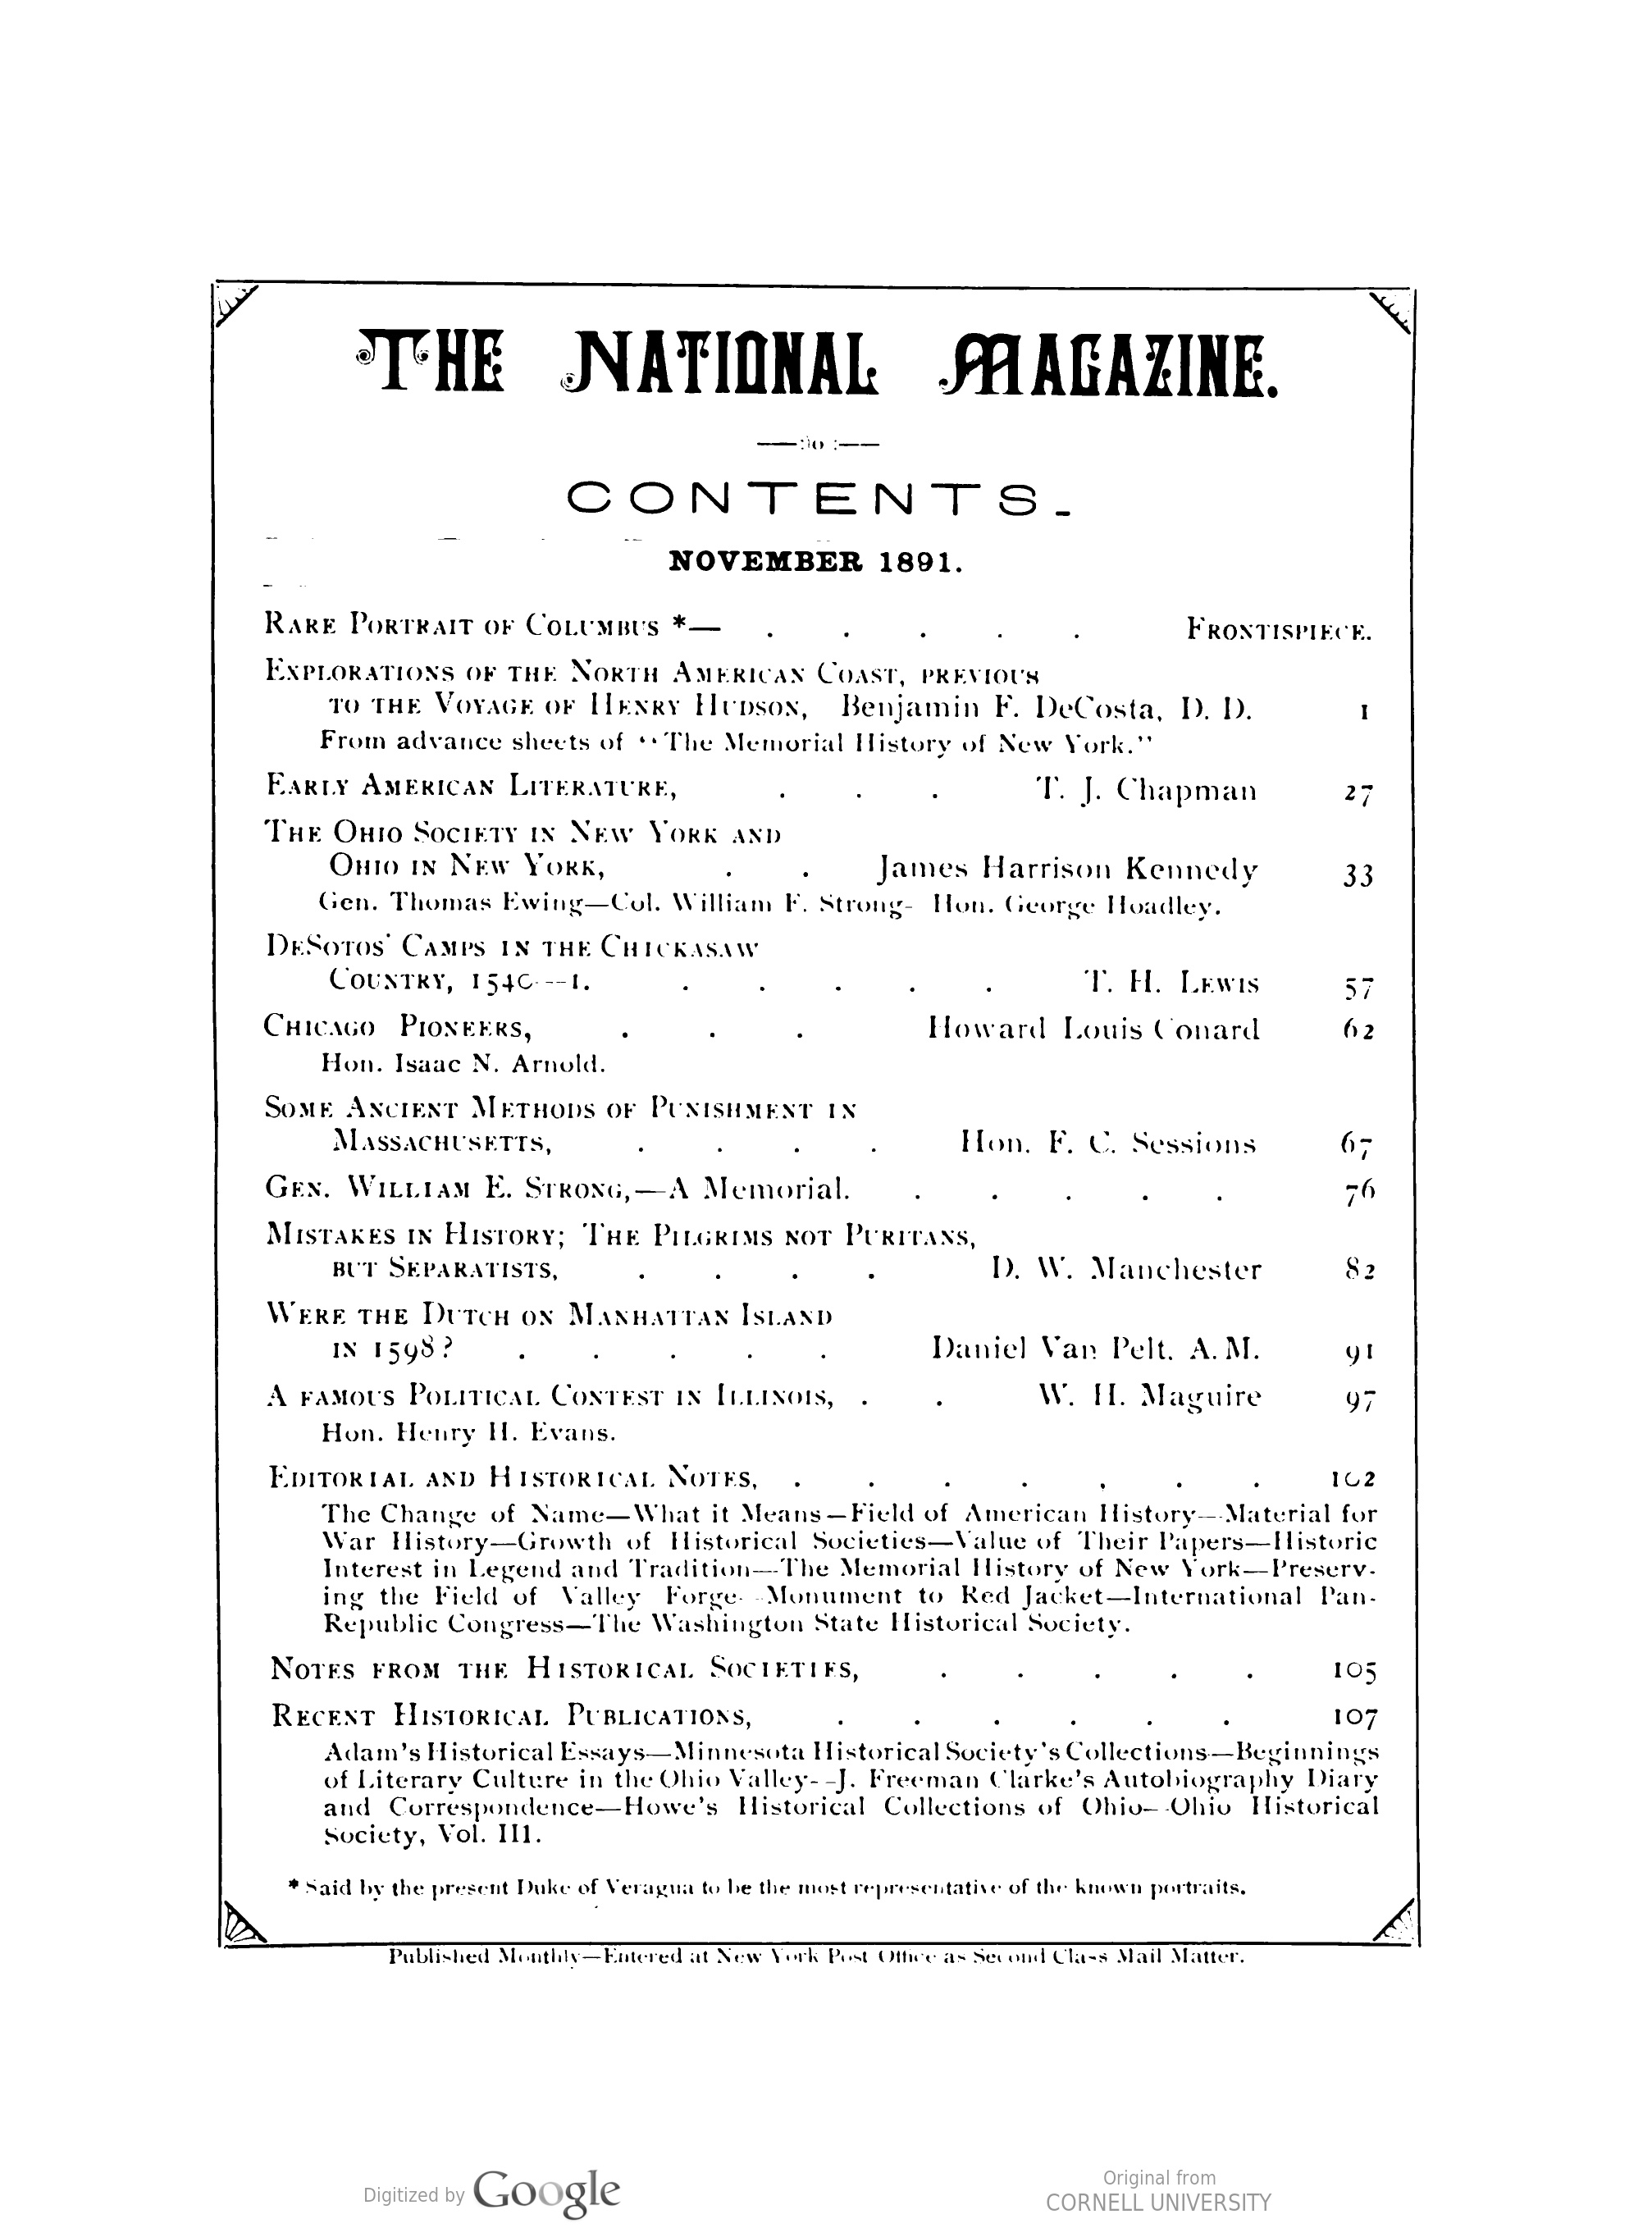 THE NATIONAL MAGAZINE.
CONTENTS.
NOVEMBER 1891.
RARE PORTRAIT OF COLUMBUS *— . . . . . FRONTISPIECE.
EXPLORATIONS OF THE NORTH AMERICAN COAST, PREVIOUS
TO THE VOYAGE OF HENRY HUDSON, Benjamin F. DeCosta, D. D. 1
From advance sheets of "The Memorial History of New York."
EARLY AMERICAN LITERATURE, . . . T. J. Chapman 27
THE OHIO SOCIETY IN NEW YORK AND
OHIO IN NEW YORK, . . James Harrison Kennedy 33
Gen. Thomas Ewing—Col. William F. Strong- Hon. George Hoadley.
DESOTOS' CAMPS IN THE CHICKASAW
COUNTRY, 1540—1. . . . . . T. H. LEWIS 57
CHICAGO PIONEERS, . . . Howard Louis Conard 62
Hon. Isaac N. Arnold.
SOME ANCIENT METHODS OF PUNISHMENT IN
MASSACHUSETTS, . . . . Hon. F. C. Sessions 67
GEN. WILLIAM E. STRONG,—A Memorial. . . . . . 76
MISTAKES IN HISTORY; THE PILGRIMS NOT PURITANS,
BUT SEPARATISTS, . . . . D. W. Manchester 82
WERE THE DUTCH ON MANHATTAN ISLAND
IN 1598? . . . . . Daniel Van Pelt. A. M. 91
A FAMOUS POLITICAL CONTEST IN ILLINOIS, . . W. H. Maguire 97
Hon. Henry H. Evans.
EDITORIAL AND HISTORICAL NOTES, . . . . . . . 102
The Change of Name—What it Means—Field of American History—Material for
War History—Growth of Historical Societies—Value of Their Papers—Historic
Interest in Legend and Tradition—The Memorial History of New York—Preserv-
ing the Field of Valley Forge—Monument to Red Jacket—International Pan-
Republic Congress—The Washington State Historical Society.
NOTES FROM THE HISTORICAL SOCIETIES, . . . . . 105
RECENT HISTORICAL PUBLICATIONS, . . . . . . 107
Adam's Historical Essays—Minnesota Historical Society's Collections—Beginnings
of Literary Culture in the Ohio Valley--J. Freeman Clarke's Autobiography Diary
and Correspondence—Howe's Historical Collections of Ohio—Ohio Historical
Society, Vol. III.
* Said by the present Duke of Veragua to be the most representative of the known portraits.
Published Monthly—Entered at New York Post Office as Second Class Mail Matter.
Digitized by Google
Original from
CORNELL UNIVERSITY